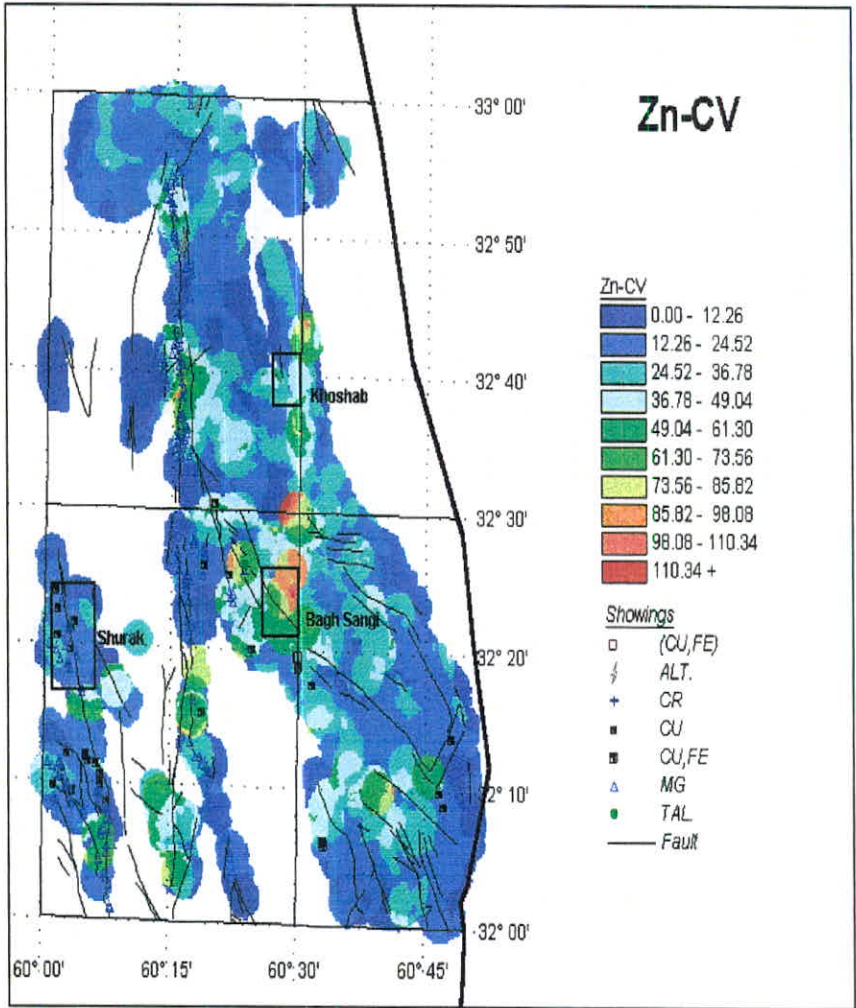 Zn-CV
33° 00'
32° 50'
32° 40'
32° 30'
32° 20'
32° 10'
32° 00'
60° 00'
60° 15'
60° 30'
60° 45'
Khoshab
Bagh Sangi
Shurak
Zn-CV
0.00 - 12.26
12.26 - 24.52
24.52 - 36.78
36.78 - 49.04
49.04 - 61.30
61.30 - 73.56
73.56 - 85.82
85.82 - 98.08
98.08 - 110.34
110.34 +
Showings
(CU,FE)
ALT.
CR
CU
CU,FE
MG
TAL.
Fault